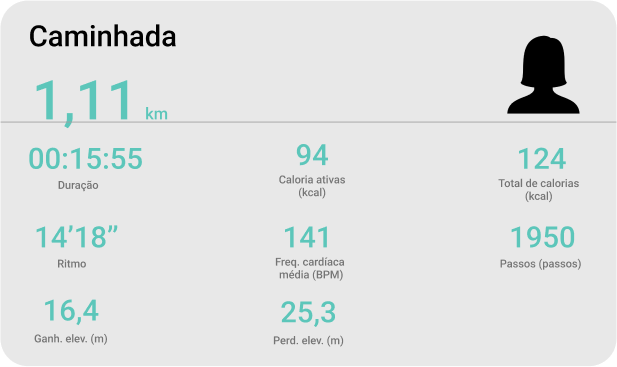 Caminhada
1,11 km
00:15:55
Duração
94
Caloria ativas
(kcal)
124
Total de calorias
(kcal)
14’18”
Ritmo
141
Freq. cardíaca
média (BPM)
1950
Passos (passos)
16,4
Ganh. elev. (m)
25,3
Perd. elev. (m)